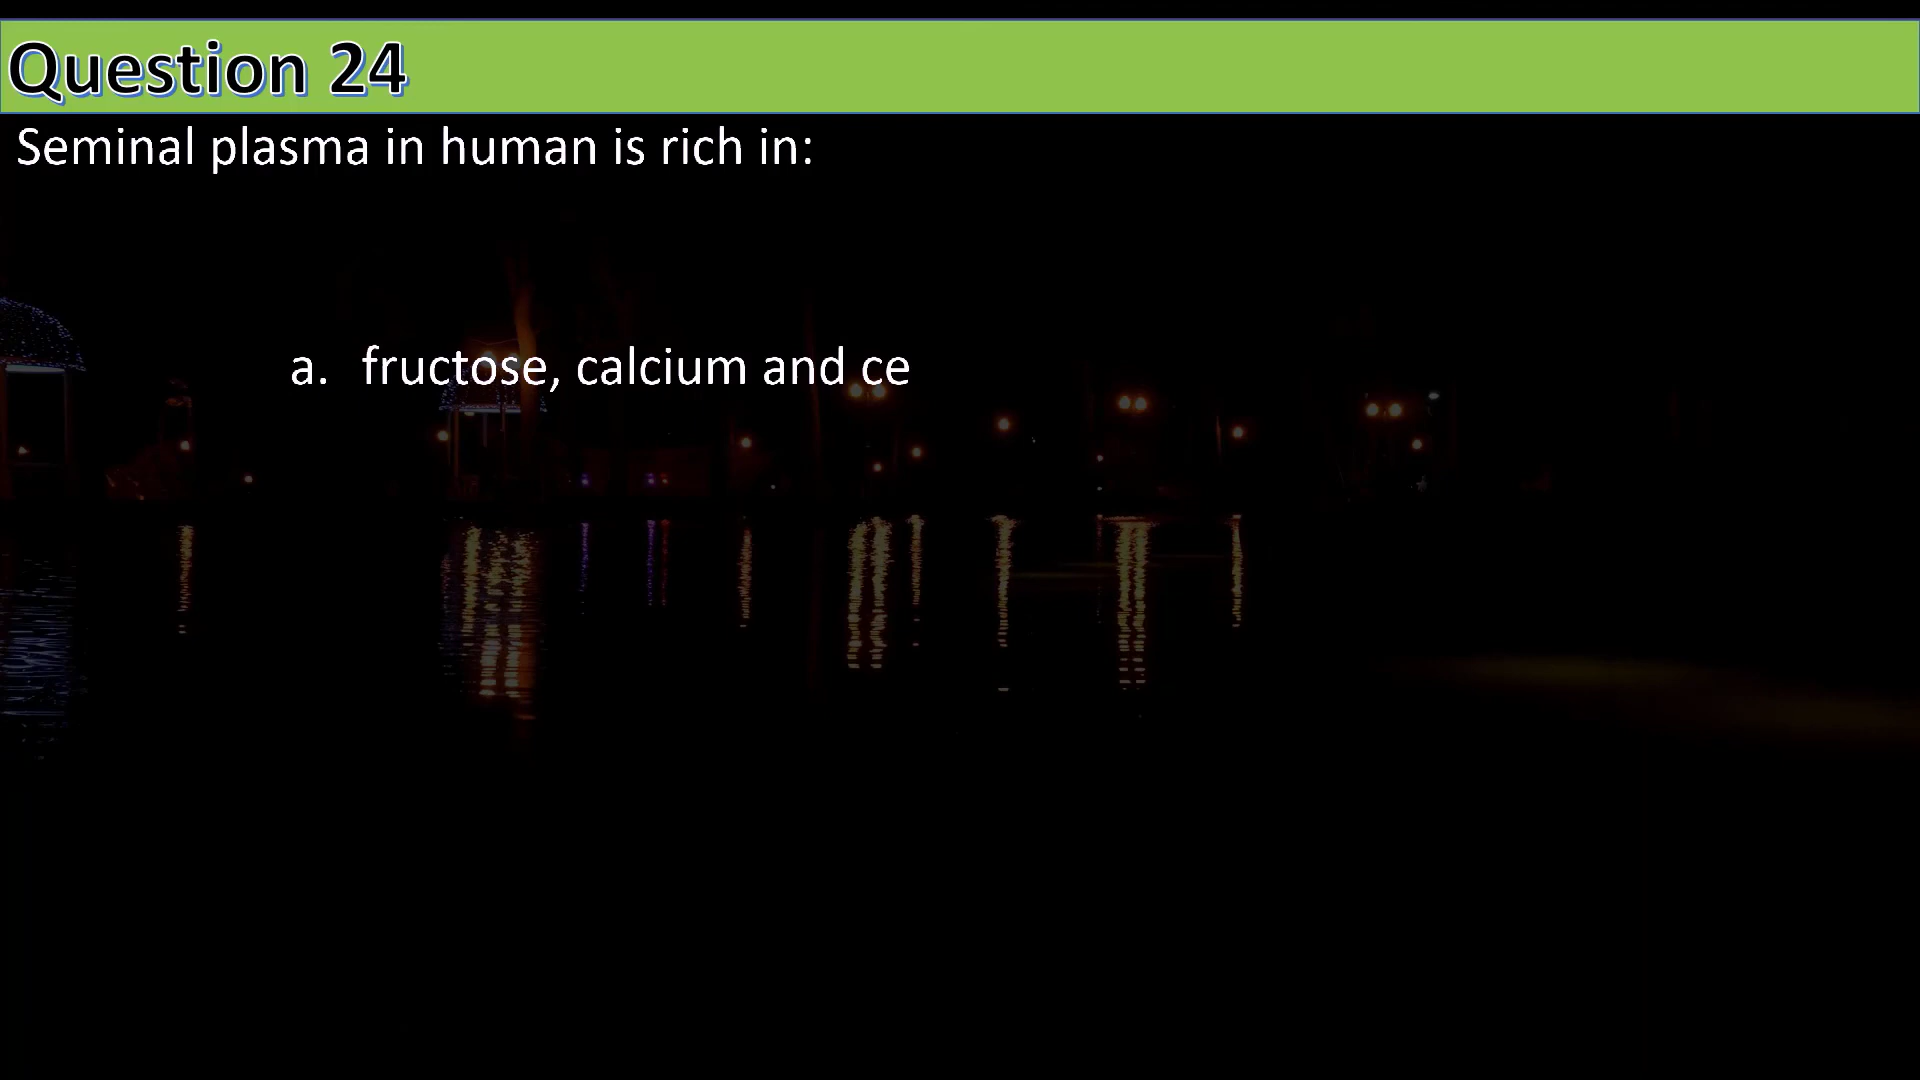 Question 24
Seminal plasma in human is rich in:
a. fructose, calcium and ce